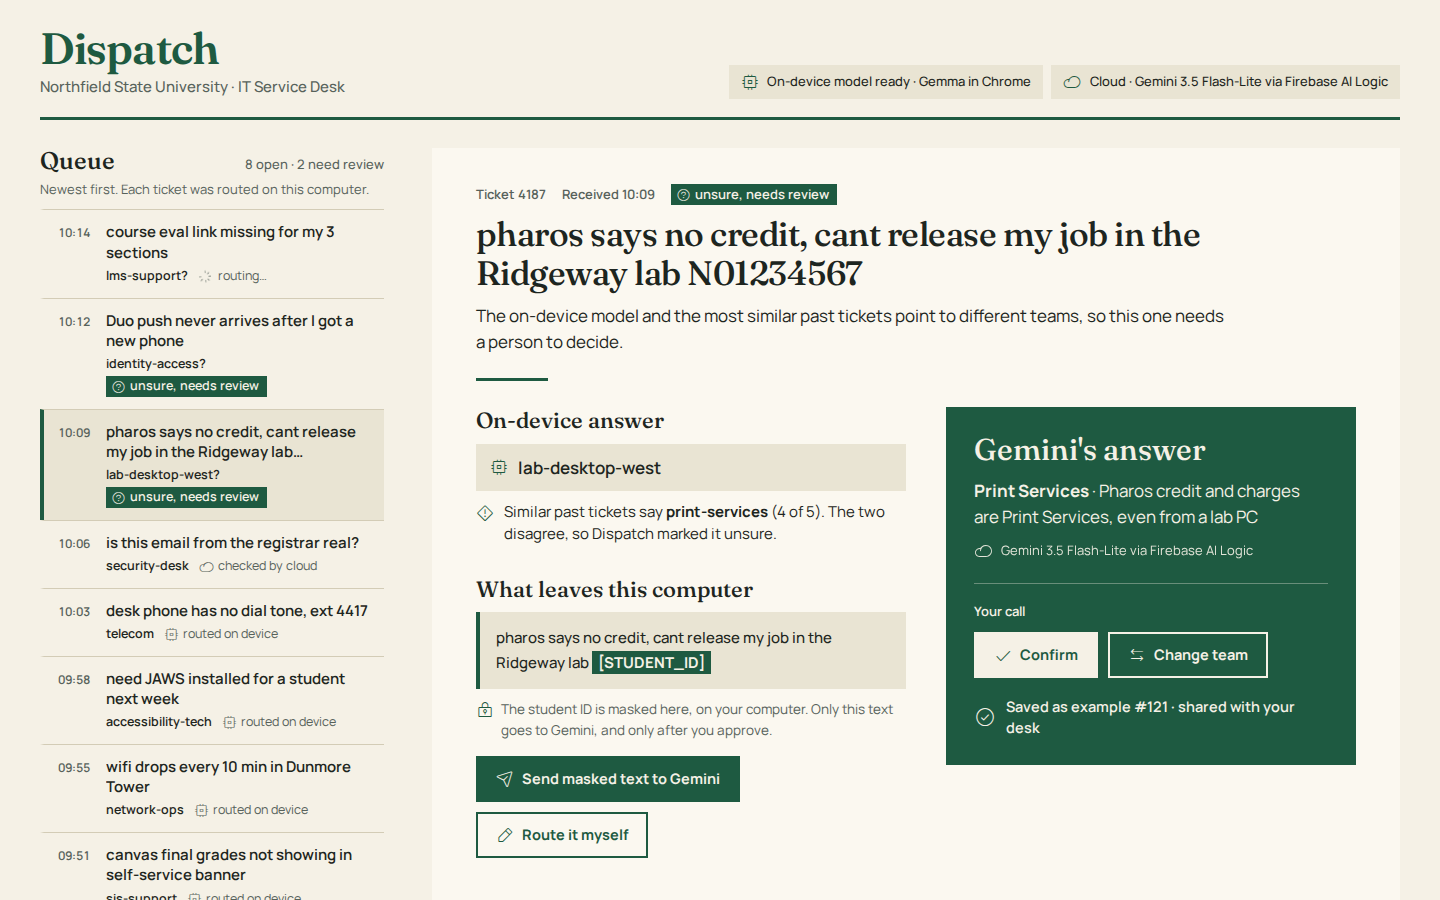 Dispatch
Northfield State University · IT Service Desk
On-device model ready · Gemma in Chrome
Cloud · Gemini 3.5 Flash-Lite via Firebase AI Logic
Queue
8 open · 2 need review
Newest first. Each ticket was routed on this computer.
10:14
course eval link missing for my 3
sections
lms-support?
routing...
10:12
Duo push never arrives after I got a
new phone
identity-access?
unsure, needs review
10:09
pharos says no credit, cant release
my job in the Ridgeway lab...
lab-desktop-west?
unsure, needs review
10:06
is this email from the registrar real?
security-desk
checked by cloud
10:03
desk phone has no dial tone, ext 4417
telecom
routed on device
09:58
need JAWS installed for a student
next week
accessibility-tech
routed on device
09:55
wifi drops every 10 min in Dunmore
Tower
network-ops
routed on device
09:51
canvas final grades not showing in
self-service banner
sis-support
routed on device
Ticket 4187
Received 10:09
unsure, needs review
pharos says no credit, cant release my job in the
Ridgeway lab N01234567
The on-device model and the most similar past tickets point to different teams, so this one needs
a person to decide.
On-device answer
lab-desktop-west
Similar past tickets say print-services (4 of 5). The two
disagree, so Dispatch marked it unsure.
What leaves this computer
pharos says no credit, cant release my job in the
Ridgeway lab [STUDENT_ID]
The student ID is masked here, on your computer. Only this text
goes to Gemini, and only after you approve.
Send masked text to Gemini
Route it myself
Gemini's answer
Print Services · Pharos credit and charges
are Print Services, even from a lab PC
Gemini 3.5 Flash-Lite via Firebase AI Logic
Your call
Confirm
Change team
Saved as example #121 · shared with your
desk